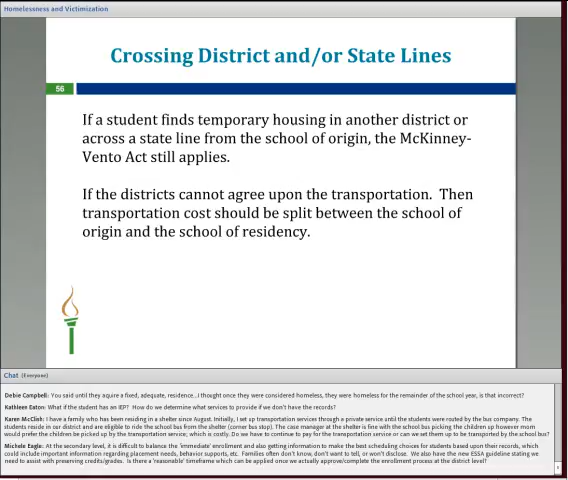 Homelessness and Victimization
Crossing District and/or State Lines
56
If a student finds temporary housing in another district or
across a state line from the school of origin, the McKinney-
Vento Act still applies.
If the districts cannot agree upon the transportation. Then
transportation cost should be split between the school of
origin and the school of residency.
Chat (Everyone)
Debie Campbell: You said until they aquire a fixed, adequate, residence...I thought once they were considered homeless, they were homeless for the remainder of the school year, is that incorrect?
Kathleen Eaton: What if the student has an IEP? How do we determine what services to provide if we don't have the records?
Karen McClish: I have a family who has been residing in a shelter since August. Initially, I set up transportation services through a private service until the students were routed by the bus company. The
students reside in our district and are eligible to ride the school bus from the shelter (corner bus stop). The case manager at the shelter is fine with the school bus picking the children up however mom
would prefer the children be picked up by the transportation service; which is costly. Do we have to continue to pay for the transportation service or can we set them up to be transported by the school bus?
Michele Eagle: At the secondary level, it is difficult to balance the 'immediate' enrollment and also getting information to make the best scheduling choices for students based upon their records, which
could include important information regarding placement needs, behavior supports, etc. Families often don't know, don't want to tell, or won't disclose. We also have the new ESSA guideline stating we
need to assist with preserving credits/grades. Is there a 'reasonable' timeframe which can be applied once we actually approve/complete the enrollment process at the district level?